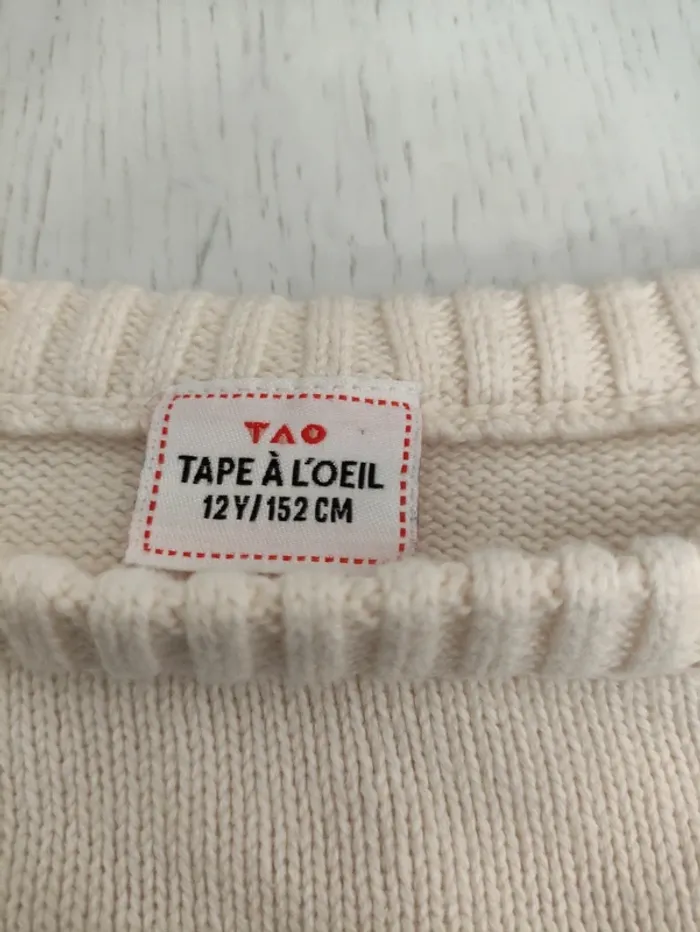 TAO
TAPE À L'OEIL
12Y/152 CM